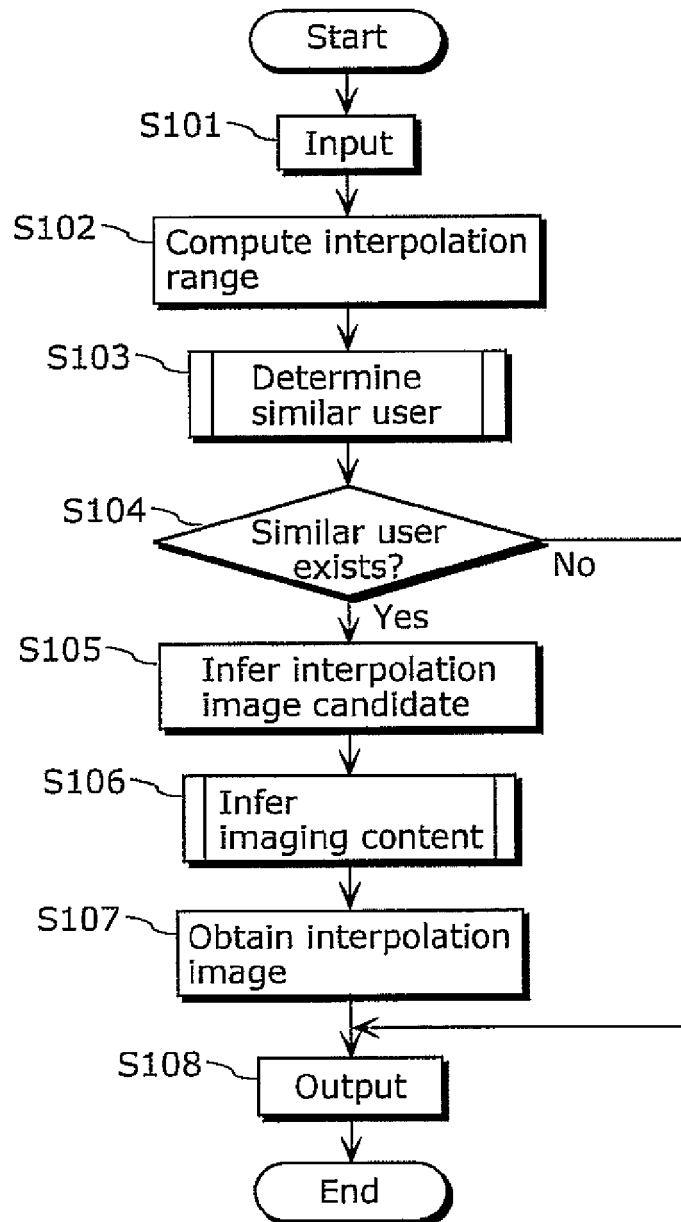 Start
S101
Input
S102
Compute interpolation
range
S103
Determine
similar user
S104
Similar user
exists?
No
Yes
S105
Infer interpolation
image candidate
S106
Infer
imaging content
S107
Obtain interpolation
image
S108
Output
End